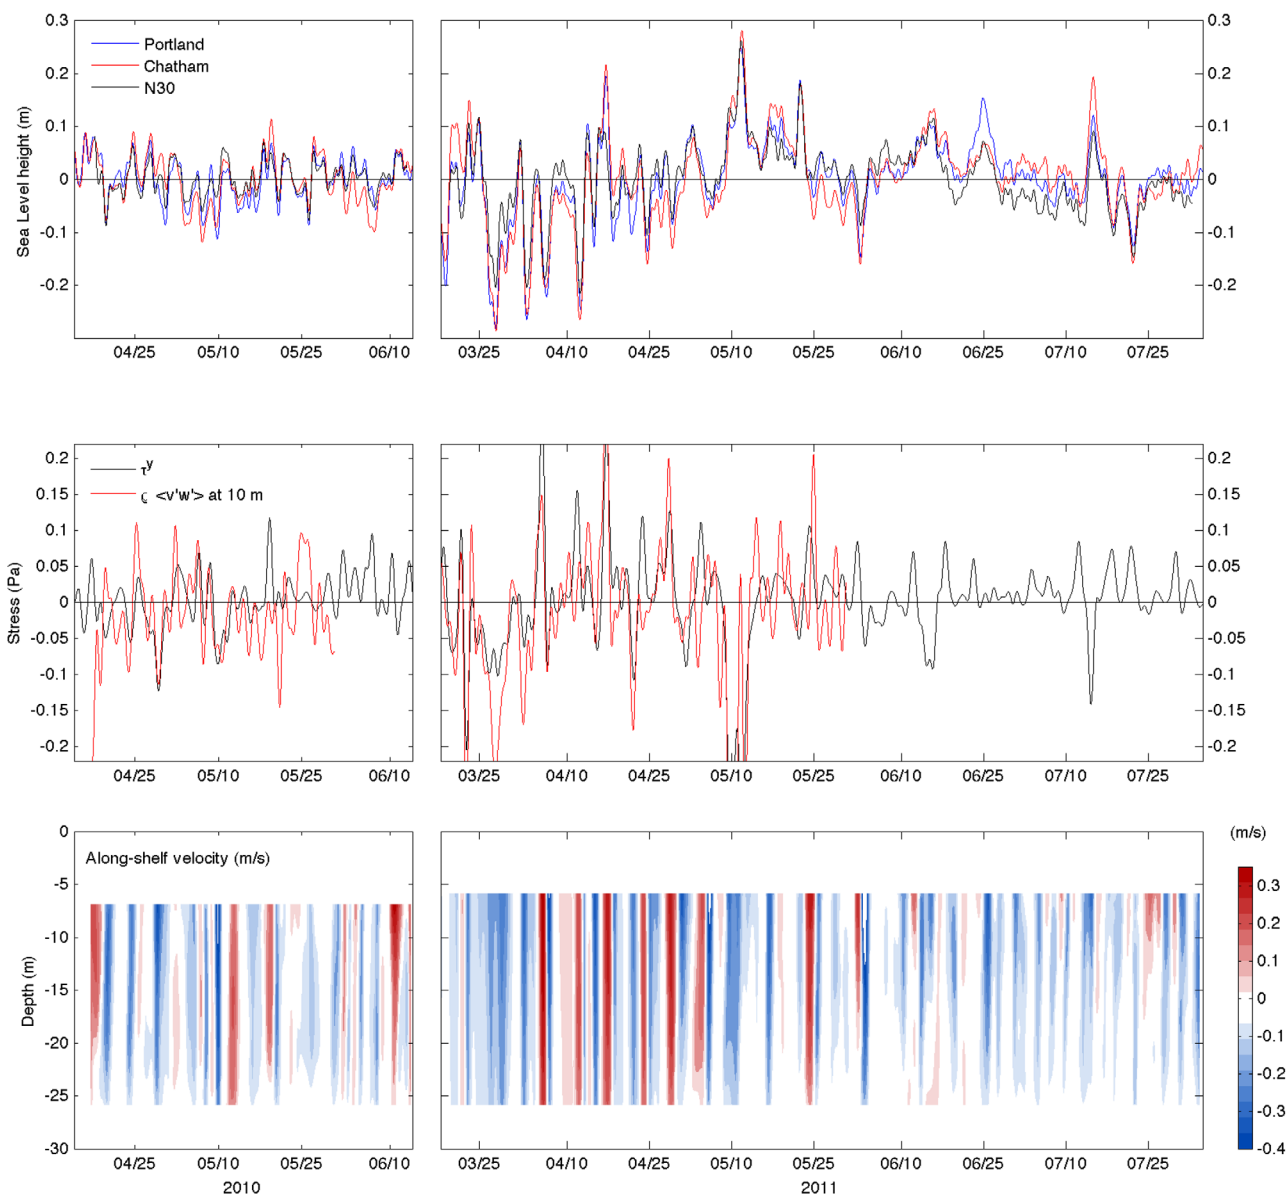 0.3
0.2
0.1
0
-0.1
-0.2
Sea Level height (m)
Portland
Chatham
N30
04/25 05/10 05/25 06/10
03/25 04/10 04/25 05/10 05/25 06/10 06/25 07/10 07/25
0.3
0.2
0.1
0
-0.1
-0.2
0.2
0.15
0.1
0.05
0
-0.05
-0.1
-0.15
-0.2
Stress (Pa)
τʸ
<v'w'> at 10 m
04/25 05/10 05/25 06/10
03/25 04/10 04/25 05/10 05/25 06/10 06/25 07/10 07/25
0.2
0.15
0.1
0.05
0
-0.05
-0.1
-0.15
-0.2
0
-5
-10
-15
-20
-25
-30
Depth (m)
Along-shelf velocity (m/s)
04/25 05/10 05/25 06/10
2010
03/25 04/10 04/25 05/10 05/25 06/10 06/25 07/10 07/25
2011
(m/s)
0.3
0.2
0.1
0
-0.1
-0.2
-0.3
-0.4